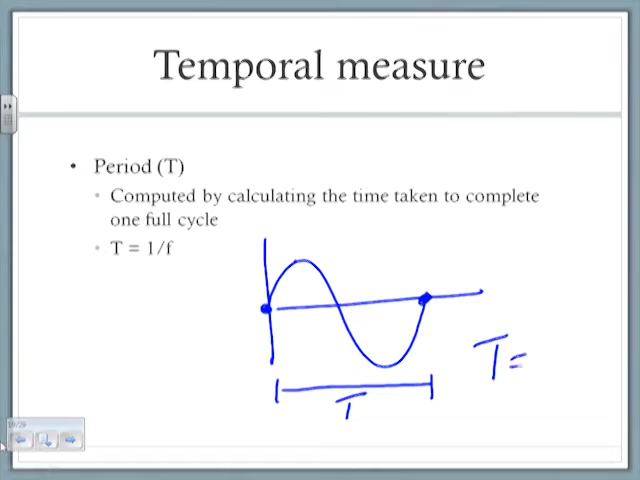 Temporal measure
• Period (T)
Computed by calculating the time taken to complete
one full cycle
T = 1/f
T =
T